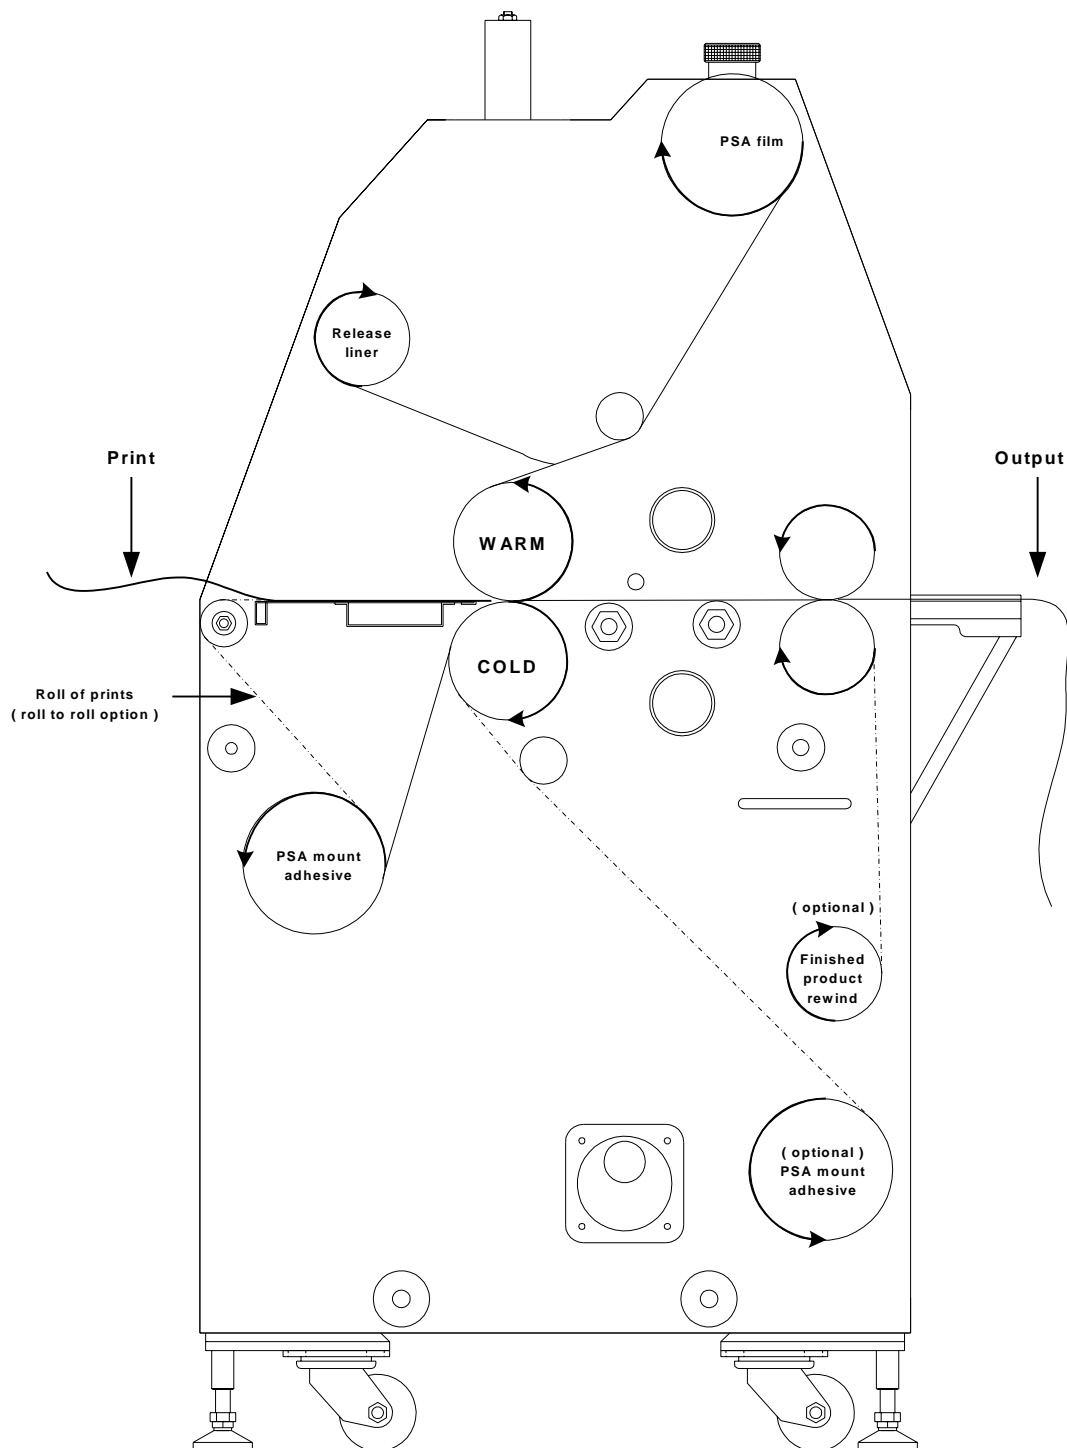 PSA film
Release
liner
Print
Output
WARM
COLD
Roll of prints
( roll to roll option )
PSA mount
adhesive
( optional )
Finished
product
rewind
( optional )
PSA mount
adhesive